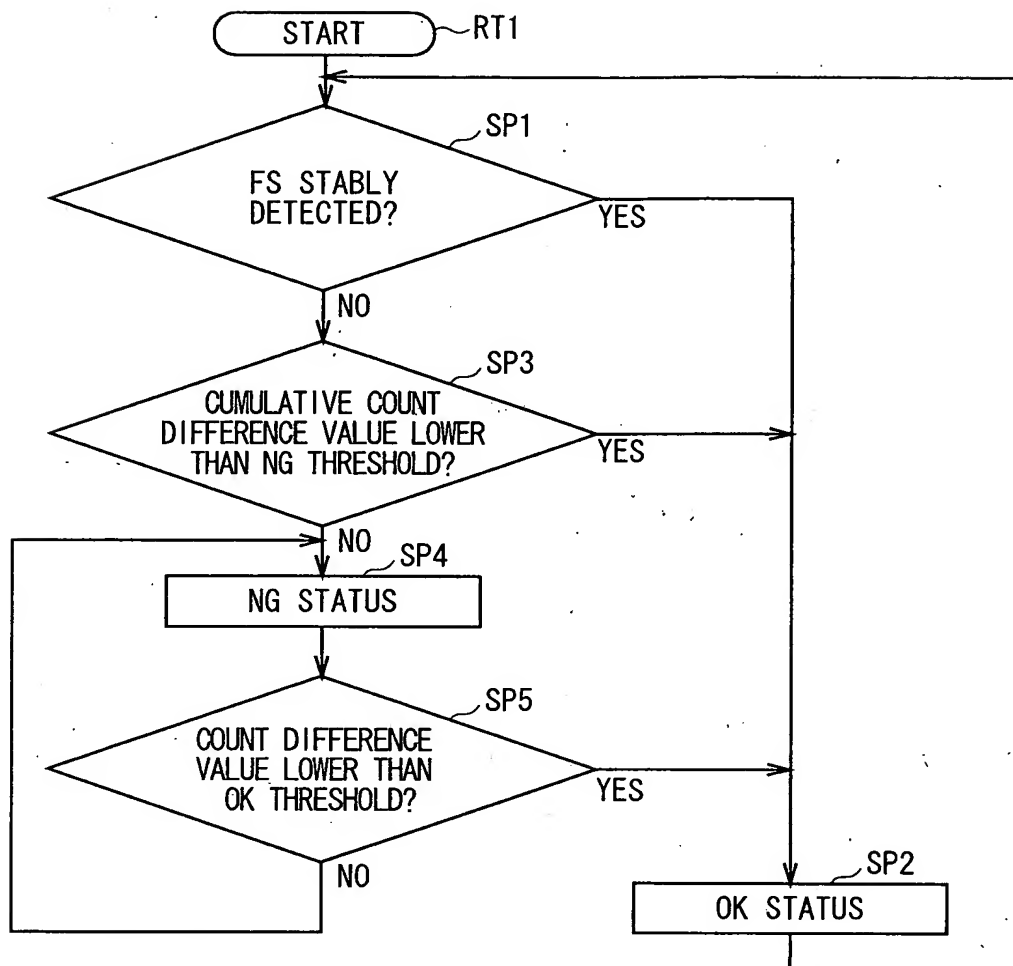 START
RT1
SP1
FS STABLY
DETECTED?
YES
NO
SP3
CUMULATIVE COUNT
DIFFERENCE VALUE LOWER
THAN NG THRESHOLD?
YES
NO
SP4
NG STATUS
SP5
COUNT DIFFERENCE
VALUE LOWER THAN
OK THRESHOLD?
YES
NO
SP2
OK STATUS